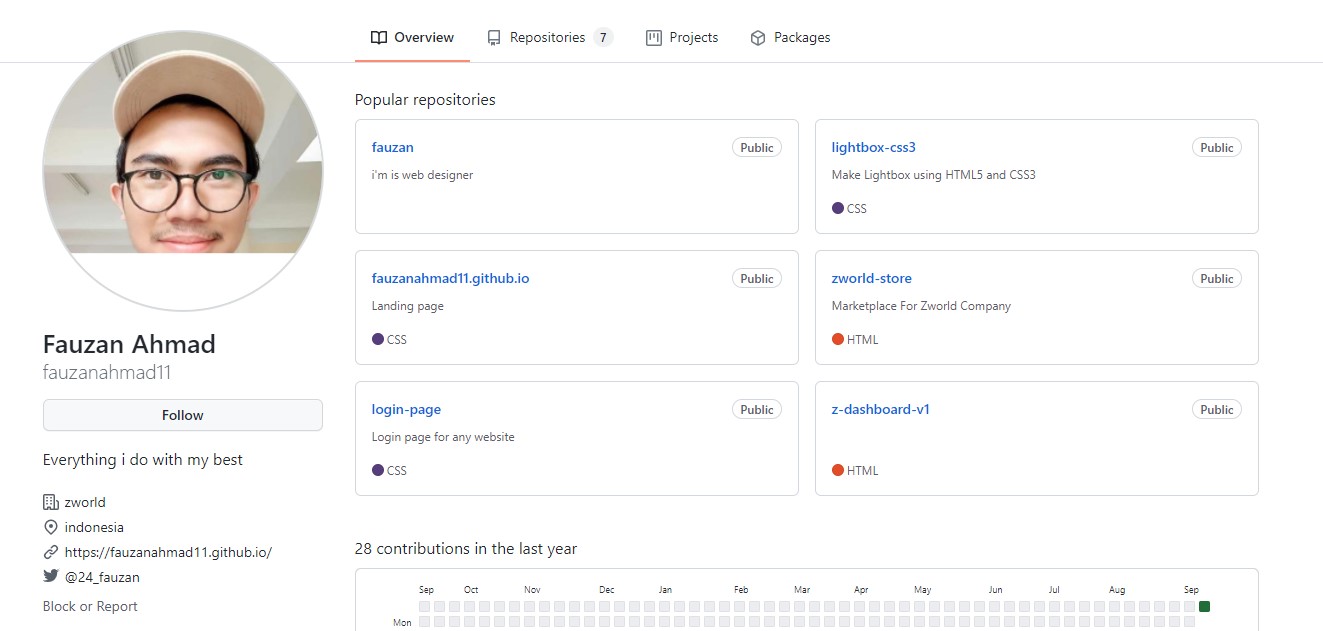 Overview Repositories 7 Projects Packages
Fauzan Ahmad
fauzanahmad11
Follow
Everything i do with my best
zworld
indonesia
https://fauzanahmad11.github.io/
@24_fauzan
Block or Report
Popular repositories
fauzan Public
i'm is web designer
lightbox-css3 Public
Make Lightbox using HTML5 and CSS3
CSS
fauzanahmad11.github.io Public
Landing page
CSS
zworld-store Public
Marketplace For Zworld Company
HTML
login-page Public
Login page for any website
CSS
z-dashboard-v1 Public
HTML
28 contributions in the last year
Sep Oct Nov Dec Jan Feb Mar Apr May Jun Jul Aug Sep
Mon